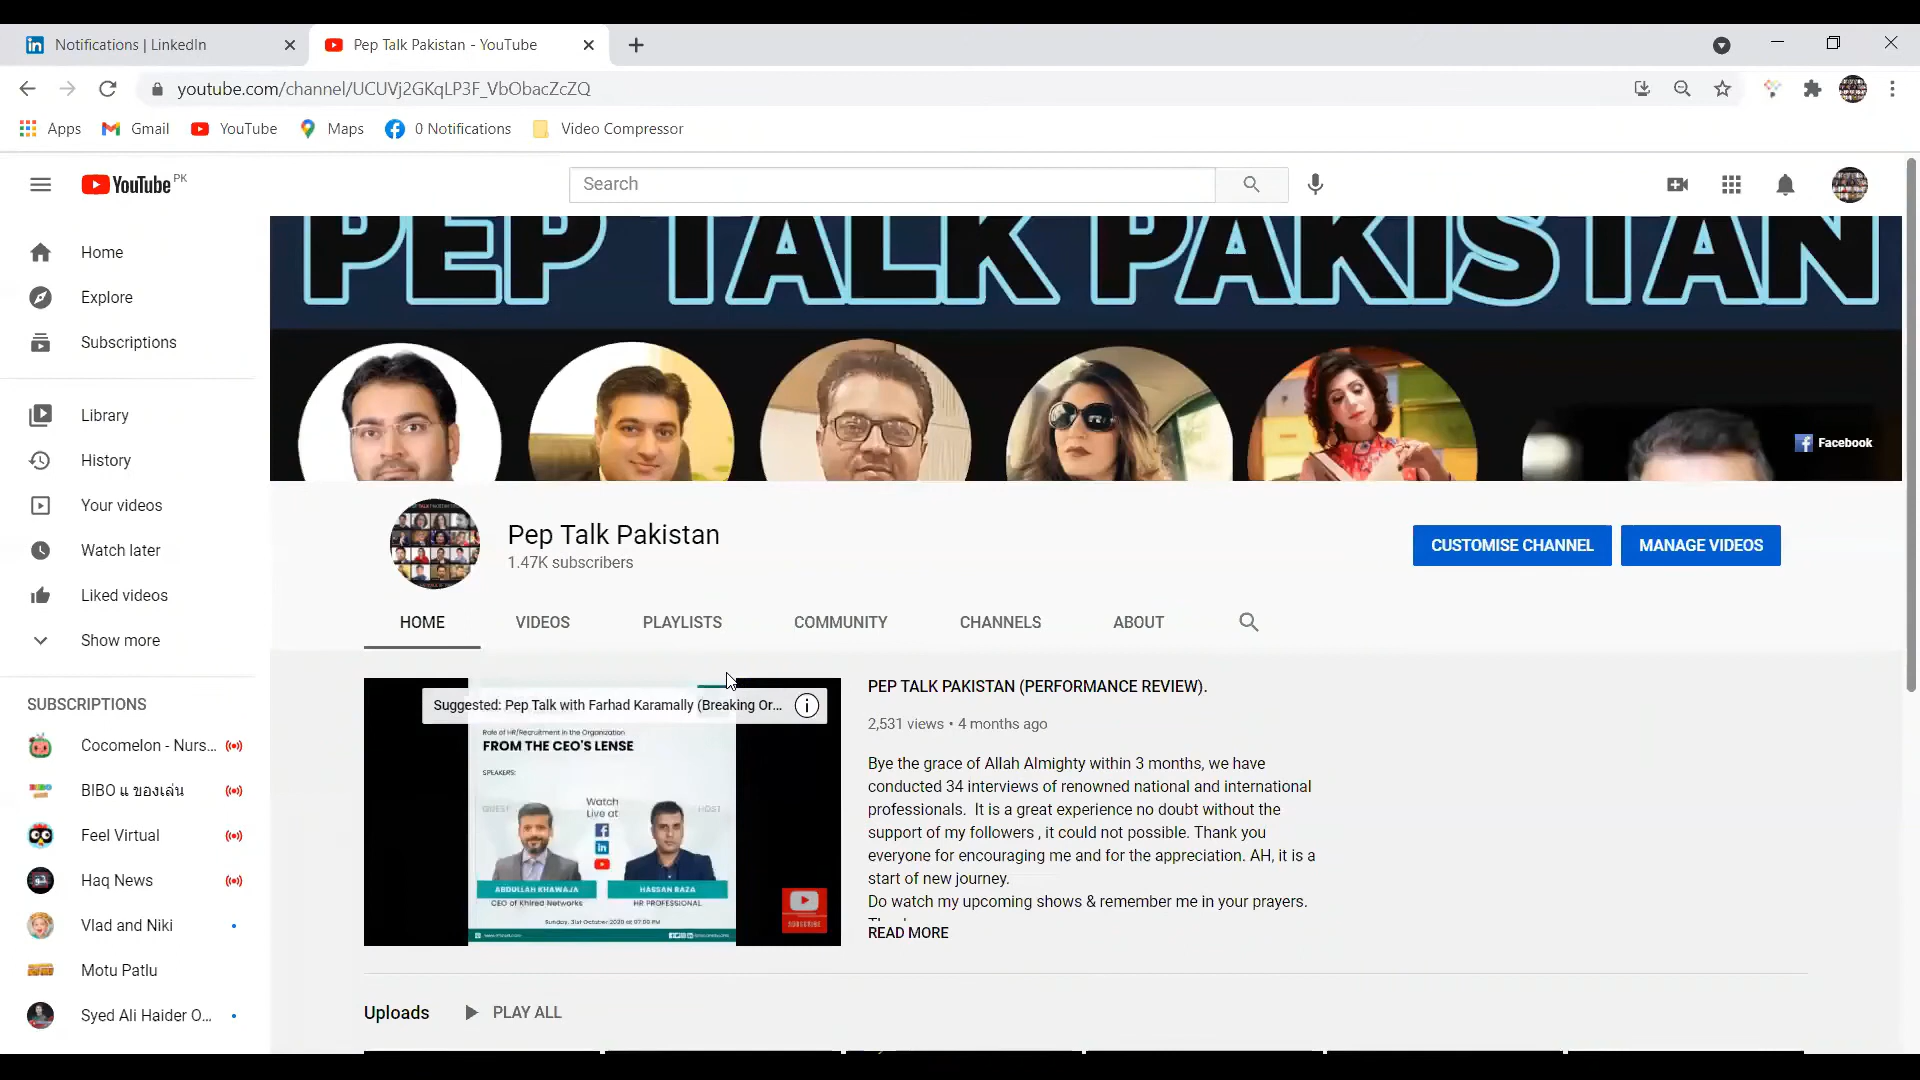 Notifications | LinkedIn
Pep Talk Pakistan - YouTube
youtube.com/channel/UCUVj2GKqLP3F_VbObacZcZQ
Apps
Gmail
YouTube
Maps
0 Notifications
Video Compressor
YouTube PK
Search
PEP TALK PAKISTAN
Facebook
Home
Explore
Subscriptions
Library
History
Your videos
Watch later
Liked videos
Show more
SUBSCRIPTIONS
Cocomelon - Nurs...
BIBO แ ของเล่น
Feel Virtual
Haq News
Vlad and Niki
Motu Patlu
Syed Ali Haider O...
Pep Talk Pakistan
1.47K subscribers
CUSTOMISE CHANNEL
MANAGE VIDEOS
HOME
VIDEOS
PLAYLISTS
COMMUNITY
CHANNELS
ABOUT
Suggested: Pep Talk with Farhad Karamally (Breaking Or...
Role of HR/Recruitment in the Organization
FROM THE CEO'S LENSE
SPEAKERS:
GUEST
Watch
Live at
HOST
ABDULLAH KHAWAJA
CEO of Khired Networks
HASSAN RAZA
HR PROFESSIONAL
Sunday, 31st October 2020 at 07:00 PM
SUBSCRIBE
PEP TALK PAKISTAN (PERFORMANCE REVIEW).
2,531 views • 4 months ago
Bye the grace of Allah Almighty within 3 months, we have
conducted 34 interviews of renowned national and international
professionals.  It is a great experience no doubt without the
support of my followers , it could not possible. Thank you
everyone for encouraging me and for the appreciation. AH, it is a
start of new journey.
Do watch my upcoming shows & remember me in your prayers.
READ MORE
Uploads
PLAY ALL